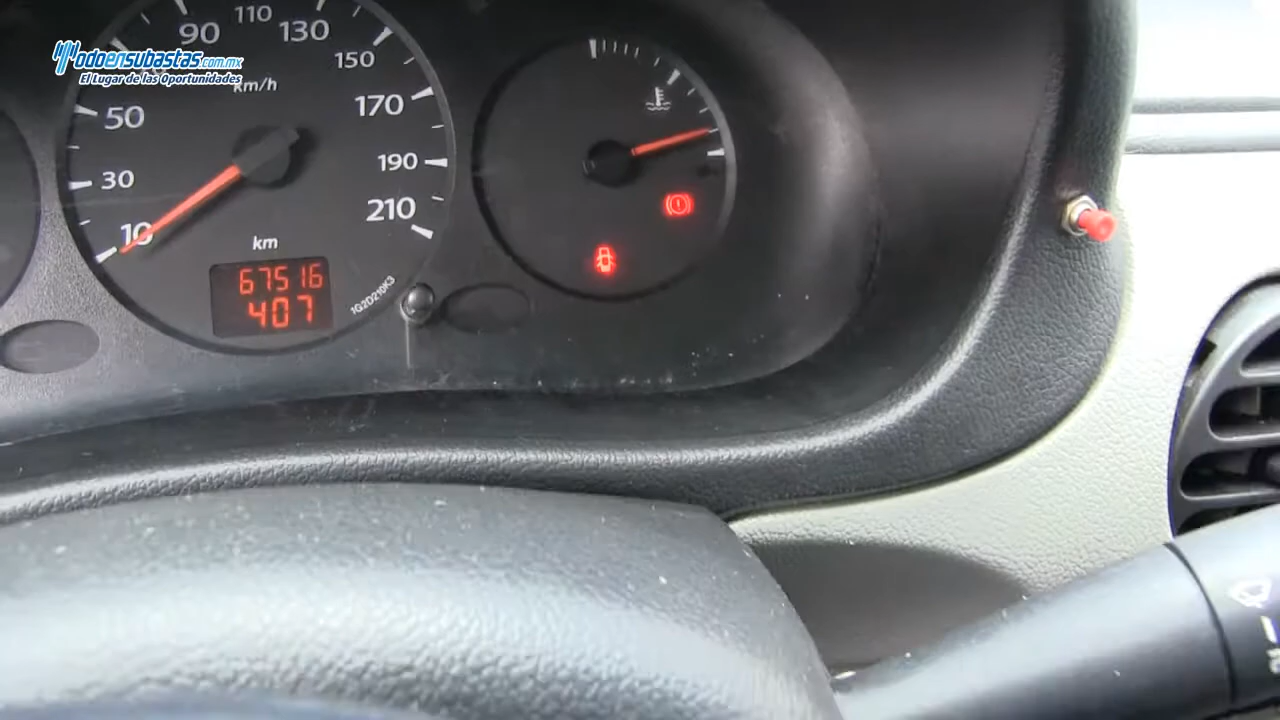 todoensubastas.com.mx
El Lugar de las Oportunidades
10
30
50
90
110
130
150
170
190
210
km/h
km
67516
407
1G2D210K3